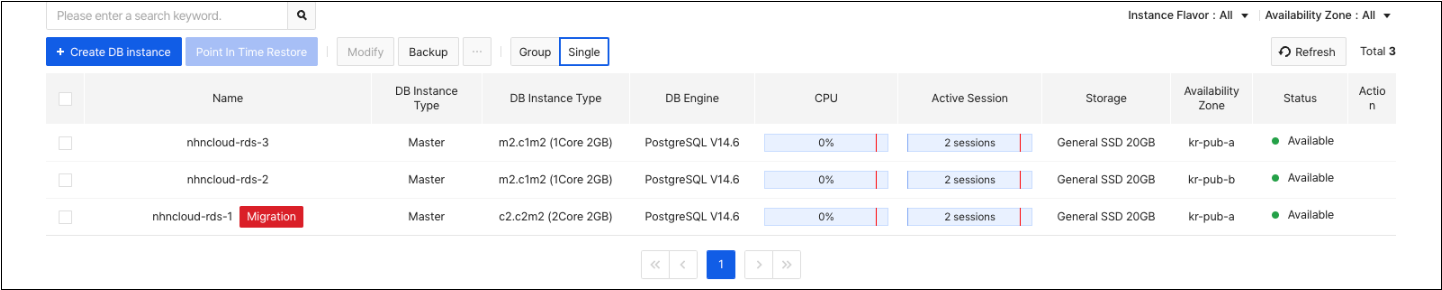 Please enter a search keyword.
Instance Flavor : All
Availability Zone : All
+ Create DB instance
Point In Time Restore
Modify
Backup
···
Group
Single
Refresh
Total 3
Name
DB Instance
Type
DB Instance Type
DB Engine
CPU
Active Session
Storage
Availability
Zone
Status
Actio
n
nhncloud-rds-3 Master m2.c1m2 (1Core 2GB) PostgreSQL V14.6 0% 2 sessions General SSD 20GB kr-pub-a Available
nhncloud-rds-2 Master m2.c1m2 (1Core 2GB) PostgreSQL V14.6 0% 2 sessions General SSD 20GB kr-pub-b Available
nhncloud-rds-1 Migration Master c2.c2m2 (2Core 2GB) PostgreSQL V14.6 0% 2 sessions General SSD 20GB kr-pub-a Available
1